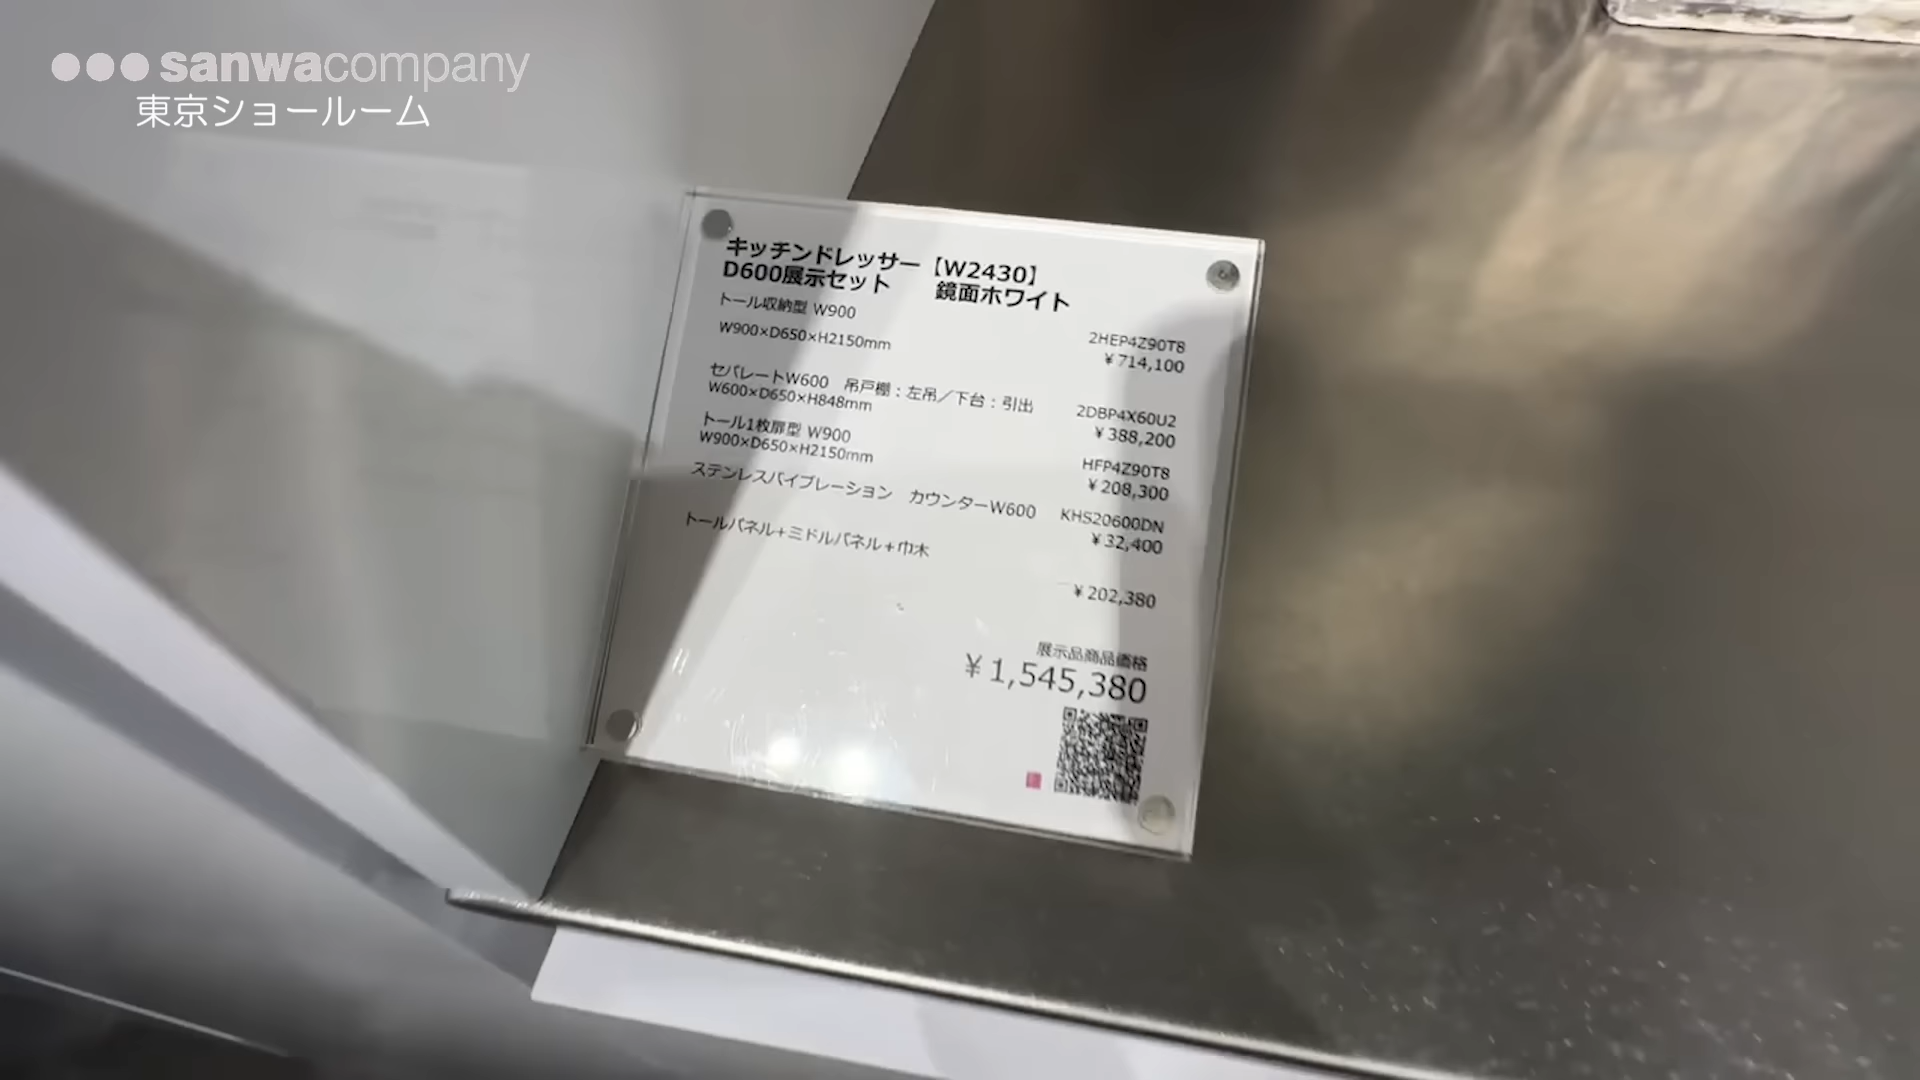 sanwacompany
東京ショールーム
キッチンドレッサー【W2430】
D600展示セット 鏡面ホワイト
トール収納型 W900
W900×D650×H2150mm 2HEP4Z90T8
¥714,100
セパレートW600 吊戸棚：左吊／下台：引出
W600×D650×H848mm 2DBP4X60U2
¥388,200
トール1枚扉型 W900
W900×D650×H2150mm HFP4Z90T8
¥208,300
ステンレスバイブレーション カウンターW600 KHS20600DN
¥32,400
トールパネル+ミドルパネル+巾木
¥202,380
展示品商品価格
¥1,545,380